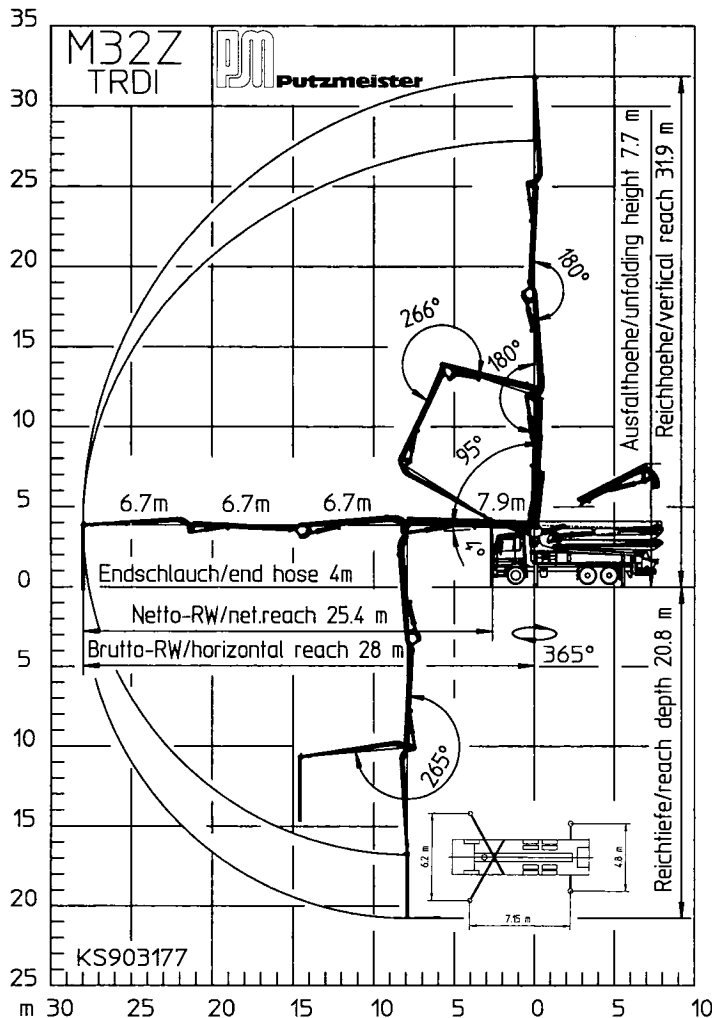 M32Z
TRDI
PM Putzmeister
35
30
25
20
15
10
5
0
5
10
15
20
25
m 30 25 20 15 10 5 0 5 10
Ausfalthoehe/unfolding height 7.7 m
Reichhoehe/vertical reach 31.9 m
180°
266°
180°
95°
6.7m 6.7m 6.7m 7.9m
Endschlauch/end hose 4m
Netto-RW/net.reach 25.4 m
Brutto-RW/horizontal reach 28 m
365°
265°
Reichtiefe/reach depth 20.8 m
6.2 m
4.8 m
7.15 m
KS903177